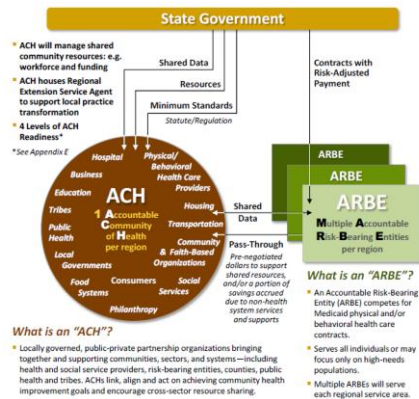 State Government
ACH will manage shared
community resources: e.g.
workforce and funding
ACH houses Regional
Extension Service Agent
to support local practice
transformation
4 Levels of ACH
Readiness*
*See Appendix E
Shared Data
Resources
Minimum Standards
Statute/Regulation
Contracts with
Risk-Adjusted
Payment
Hospital
Physical/
Behavioral
Health Care
Providers
Business
Education
Tribes
Public
Health
Local
Governments
Food
Systems
Consumers
Philanthropy
Social
Services
Housing
Transportation
Community
& Faith-Based
Organizations
ACH
1 Accountable
Community
of Health
per region
Shared
Data
Pass-Through
Pre-negotiated
dollars to support
shared resources,
and/or a portion of
savings accrued
due to non-health
system services
and supports
ARBE
ARBE
ARBE
Multiple Accountable
Risk-Bearing Entities
per region
What is an "ACH"?
Locally governed, public-private partnership organizations bringing
together and supporting communities, sectors, and systems—including
health and social service providers, risk-bearing entities, counties, public
health and tribes. ACHs link, align and act on achieving community health
improvement goals and encourage cross-sector resource sharing.
What is an "ARBE"?
An Accountable Risk-Bearing
Entity (ARBE) competes for
Medicaid physical and/or
behavioral health care
contracts.
Serves all individuals or may
focus only on high-needs
populations.
Multiple ARBEs will serve
each regional service area.